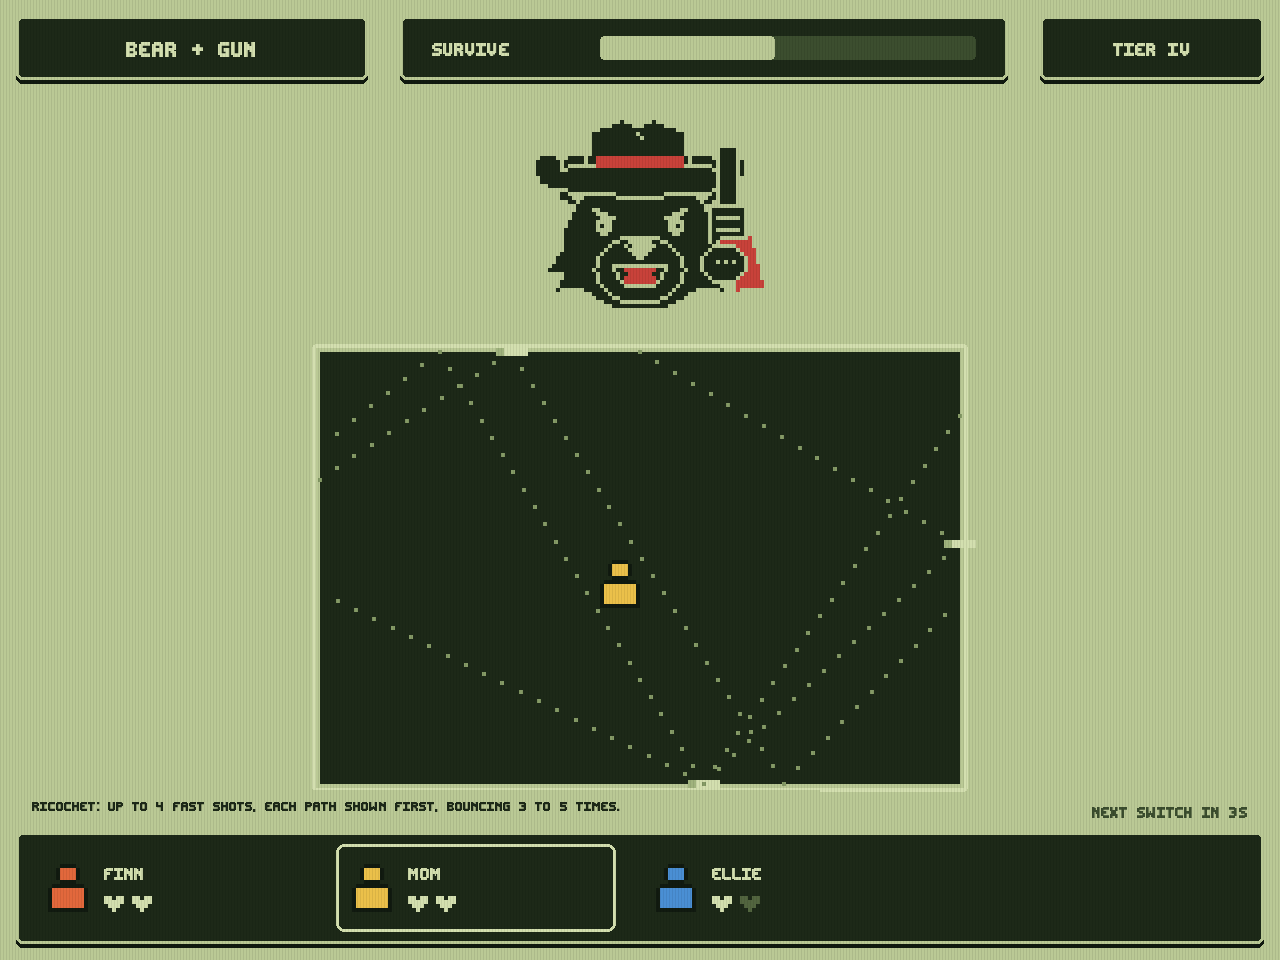 BEAR + GUN
SURVIVE
TIER IV
RICOCHET: UP TO 4 FAST SHOTS, EACH PATH SHOWN FIRST, BOUNCING 3 TO 5 TIMES.
NEXT SWITCH IN 3S
FINN
MOM
ELLIE